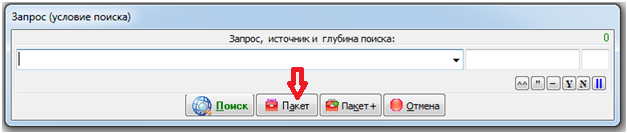 Запрос (условие поиска)
Запрос, источник и глубина поиска: 0
^^ " − Y N ||
Поиск Пакет Пакет+ Отмена